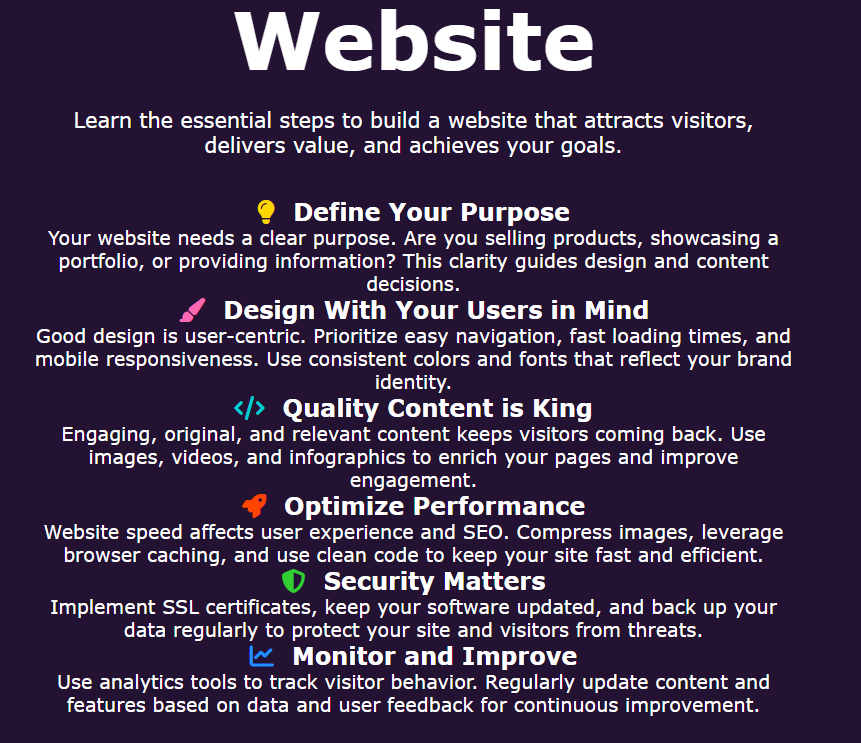 Website
Learn the essential steps to build a website that attracts visitors,
delivers value, and achieves your goals.
Define Your Purpose
Your website needs a clear purpose. Are you selling products, showcasing a
portfolio, or providing information? This clarity guides design and content
decisions.
Design With Your Users in Mind
Good design is user-centric. Prioritize easy navigation, fast loading times, and
mobile responsiveness. Use consistent colors and fonts that reflect your brand
identity.
Quality Content is King
Engaging, original, and relevant content keeps visitors coming back. Use
images, videos, and infographics to enrich your pages and improve
engagement.
Optimize Performance
Website speed affects user experience and SEO. Compress images, leverage
browser caching, and use clean code to keep your site fast and efficient.
Security Matters
Implement SSL certificates, keep your software updated, and back up your
data regularly to protect your site and visitors from threats.
Monitor and Improve
Use analytics tools to track visitor behavior. Regularly update content and
features based on data and user feedback for continuous improvement.